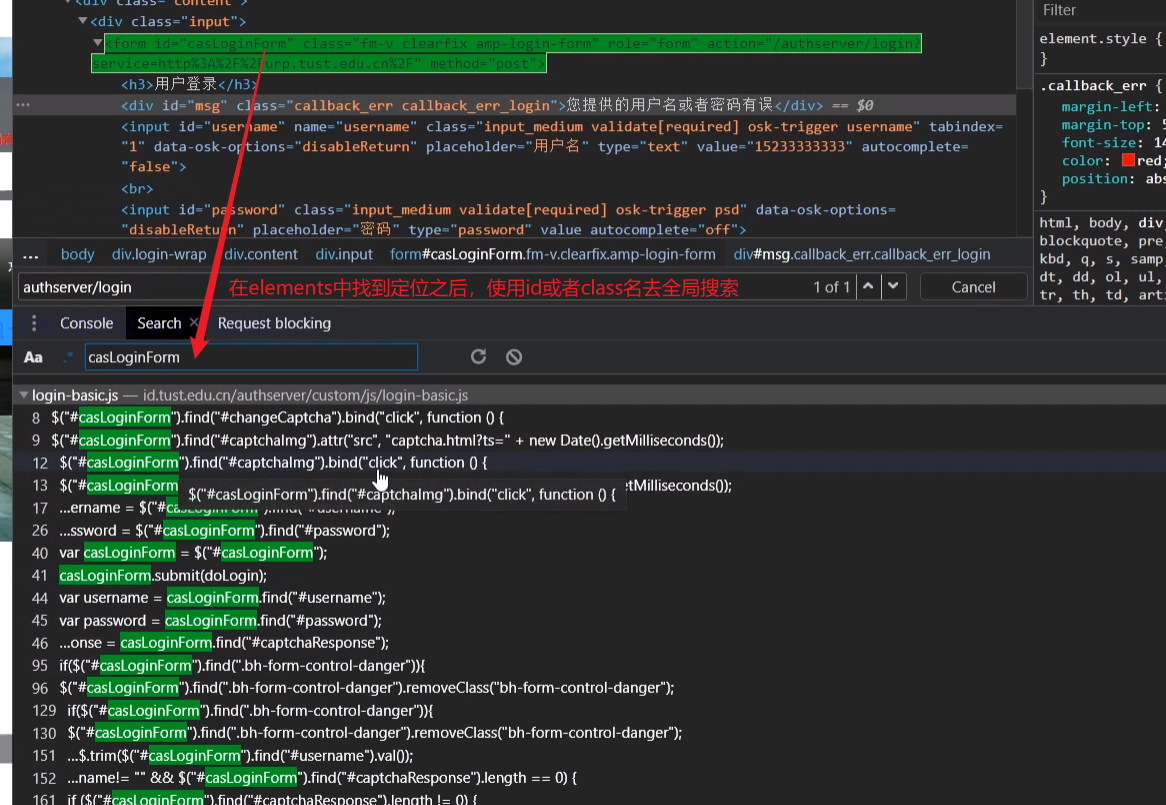 <div class="content">
▼<div class="input">
▼<form id="casLoginForm" class="fm-v clearfix amp-login-form" role="form" action="/authserver/login?
service=http%3A%2F%2Furp.tust.edu.cn%2F" method="post">
<h3>用户登录</h3>
<div id="msg" class="callback_err callback_err_login">您提供的用户名或者密码有误</div> == $0
<input id="username" name="username" class="input_medium validate[required] osk-trigger username" tabindex=
"1" data-osk-options="disableReturn" placeholder="用户名" type="text" value="15233333333" autocomplete=
"false">
<br>
<input id="password" class="input_medium validate[required] osk-trigger psd" data-osk-options=
"disableReturn" placeholder="密码" type="password" value autocomplete="off">
... body div.login-wrap div.content div.input form#casLoginForm.fm-v.clearfix.amp-login-form div#msg.callback_err.callback_err_login
authserver/login 在elements中找到定位之后，使用id或者class名去全局搜索 1 of 1 Cancel
Filter
element.style {
}
.callback_err {
margin-left:
margin-top: 5
font-size: 14
color: red;
position: abs
}
html, body, div,
blockquote, pre,
kbd, q, s, samp,
dt, dd, ol, ul,
tr, th, td, arti
Console Search × Request blocking
Aa .* casLoginForm
▼login-basic.js — id.tust.edu.cn/authserver/custom/js/login-basic.js
8 $("#casLoginForm").find("#changeCaptcha").bind("click", function () {
9 $("#casLoginForm").find("#captchaImg").attr("src", "captcha.html?ts=" + new Date().getMilliseconds());
12 $("#casLoginForm").find("#captchaImg").bind("click", function () {
13 $("#casLoginForm etMilliseconds());
$("#casLoginForm").find("#captchaImg").bind("click", function () {
17 ...ername = $("#casLoginForm").find("#username");
26 ...ssword = $("#casLoginForm").find("#password");
40 var casLoginForm = $("#casLoginForm");
41 casLoginForm.submit(doLogin);
44 var username = casLoginForm.find("#username");
45 var password = casLoginForm.find("#password");
46 ...onse = casLoginForm.find("#captchaResponse");
95 if($("#casLoginForm").find(".bh-form-control-danger")){
96 $("#casLoginForm").find(".bh-form-control-danger").removeClass("bh-form-control-danger");
129 if($("#casLoginForm").find(".bh-form-control-danger")){
130 $("#casLoginForm").find(".bh-form-control-danger").removeClass("bh-form-control-danger");
151 ...$.trim($("#casLoginForm").find("#username").val());
152 ...name!= "" && $("#casLoginForm").find("#captchaResponse").length == 0) {
161 if ($("#casLoginForm").find("#captchaResponse").length != 0) {